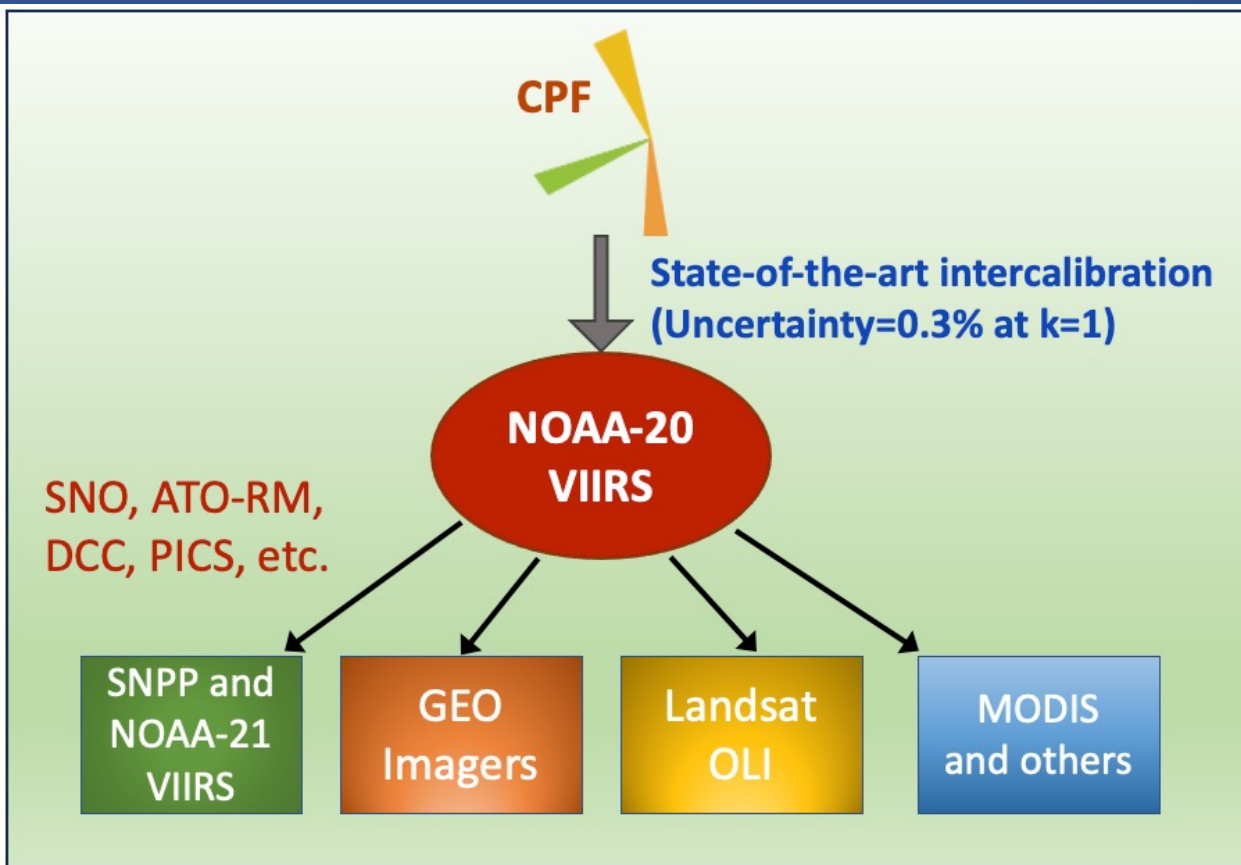 CPF
State-of-the-art intercalibration
(Uncertainty=0.3% at k=1)
NOAA-20
VIIRS
SNO, ATO-RM,
DCC, PICS, etc.
SNPP and
NOAA-21
VIIRS
GEO
Imagers
Landsat
OLI
MODIS
and others